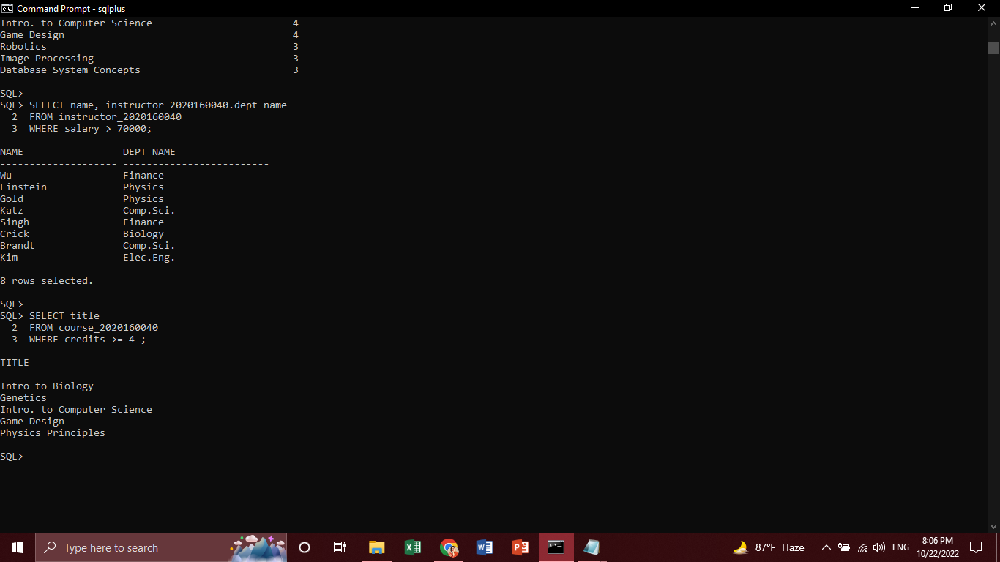 Command Prompt - sqlplus
Intro. to Computer Science 4
Game Design 4
Robotics 3
Image Processing 3
Database System Concepts 3
SQL>
SQL> SELECT name, instructor_2020160040.dept_name
2 FROM instructor_2020160040
3 WHERE salary > 70000;
NAME DEPT_NAME
-------------------- -------------------------
Wu Finance
Einstein Physics
Gold Physics
Katz Comp.Sci.
Singh Finance
Crick Biology
Brandt Comp.Sci.
Kim Elec.Eng.
8 rows selected.
SQL>
SQL> SELECT title
2 FROM course_2020160040
3 WHERE credits >= 4 ;
TITLE
----------------------------------------
Intro to Biology
Genetics
Intro. to Computer Science
Game Design
Physics Principles
SQL>
Type here to search
87°F Haze
ENG
8:06 PM
10/22/2022